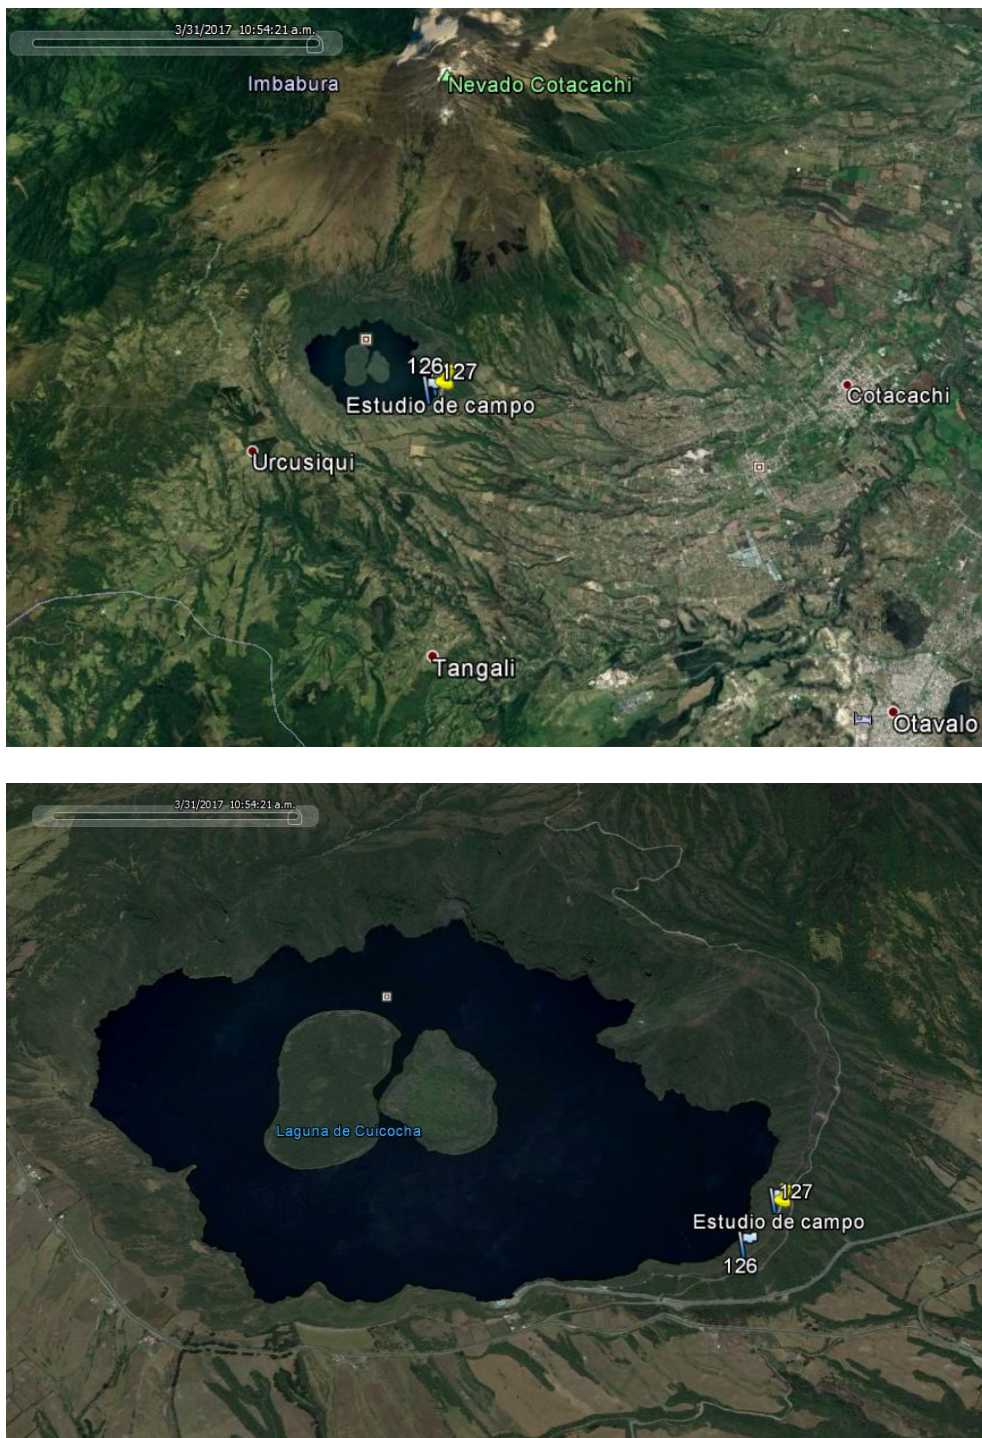 3/31/2017 10:54:21 a.m.
Imbabura
Nevado Cotacachi
126
127
Estudio de campo
Cotacachi
Urcusiqui
Tangali
Otavalo
3/31/2017 10:54:21 a.m.
Laguna de Cuicocha
127
Estudio de campo
126